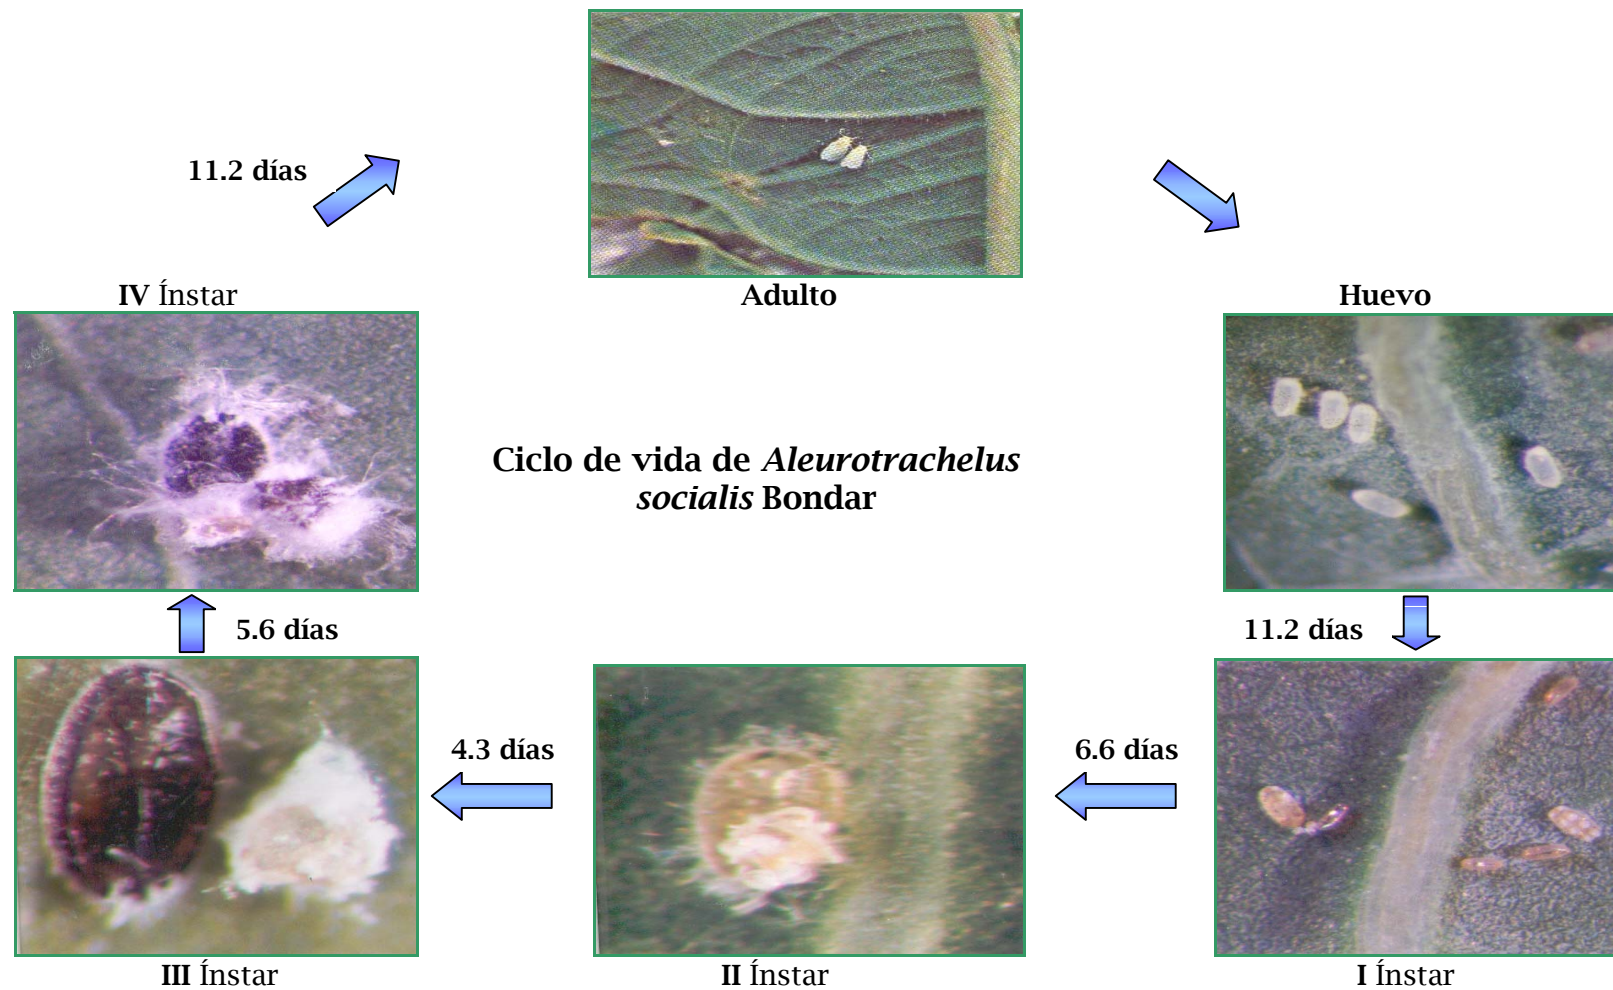 11.2 días
IV Ínstar
Adulto
Huevo
Ciclo de vida de Aleurotrachelus
socialis Bondar
5.6 días
11.2 días
4.3 días
6.6 días
III Ínstar
II Ínstar
I Ínstar